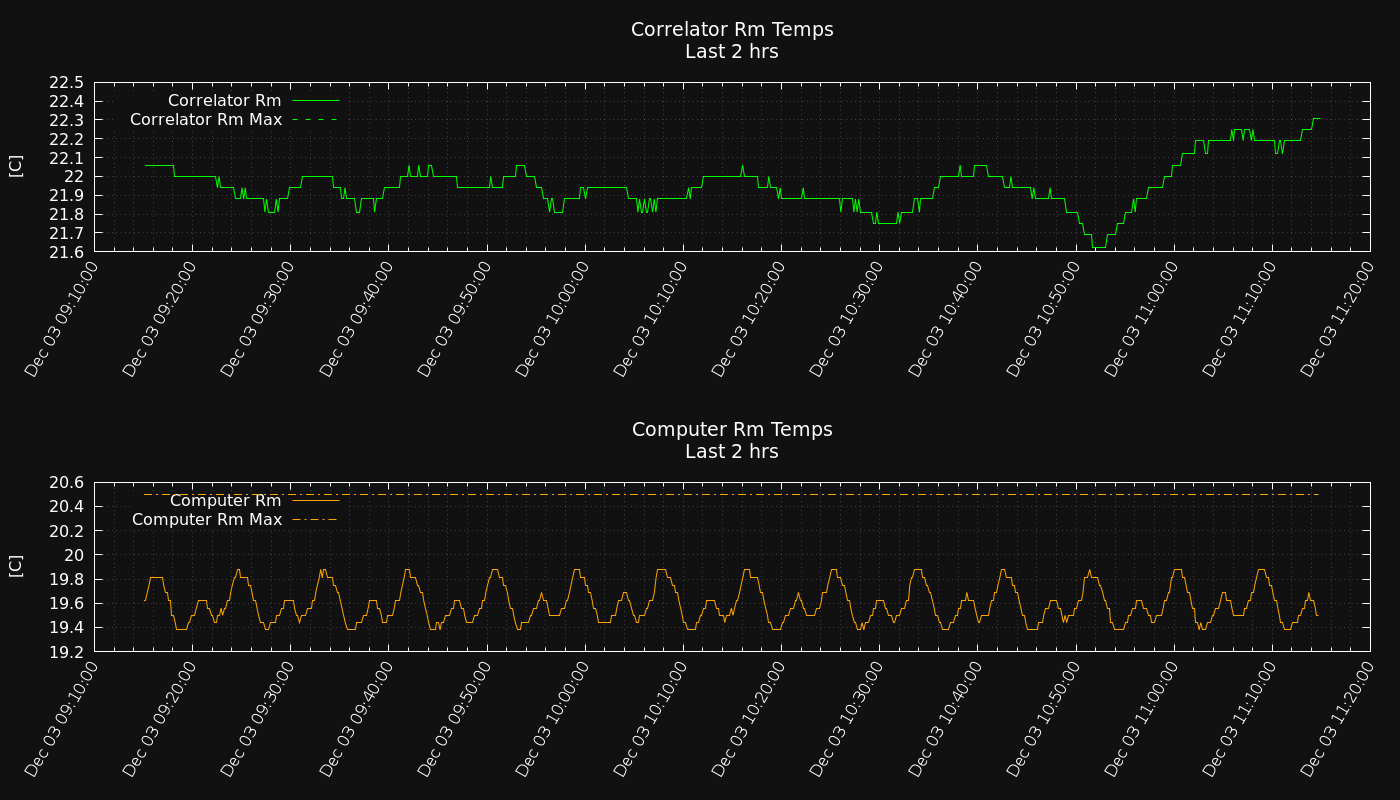 Correlator Rm Temps
Last 2 hrs
22.5
22.4
22.3
22.2
22.1
22
21.9
21.8
21.7
21.6
[C]
Correlator Rm
Correlator Rm Max
Dec 03 09:10:00
Dec 03 09:20:00
Dec 03 09:30:00
Dec 03 09:40:00
Dec 03 09:50:00
Dec 03 10:00:00
Dec 03 10:10:00
Dec 03 10:20:00
Dec 03 10:30:00
Dec 03 10:40:00
Dec 03 10:50:00
Dec 03 11:00:00
Dec 03 11:10:00
Dec 03 11:20:00
Computer Rm Temps
Last 2 hrs
20.6
20.4
20.2
20
19.8
19.6
19.4
19.2
[C]
Computer Rm
Computer Rm Max
Dec 03 09:10:00
Dec 03 09:20:00
Dec 03 09:30:00
Dec 03 09:40:00
Dec 03 09:50:00
Dec 03 10:00:00
Dec 03 10:10:00
Dec 03 10:20:00
Dec 03 10:30:00
Dec 03 10:40:00
Dec 03 10:50:00
Dec 03 11:00:00
Dec 03 11:10:00
Dec 03 11:20:00